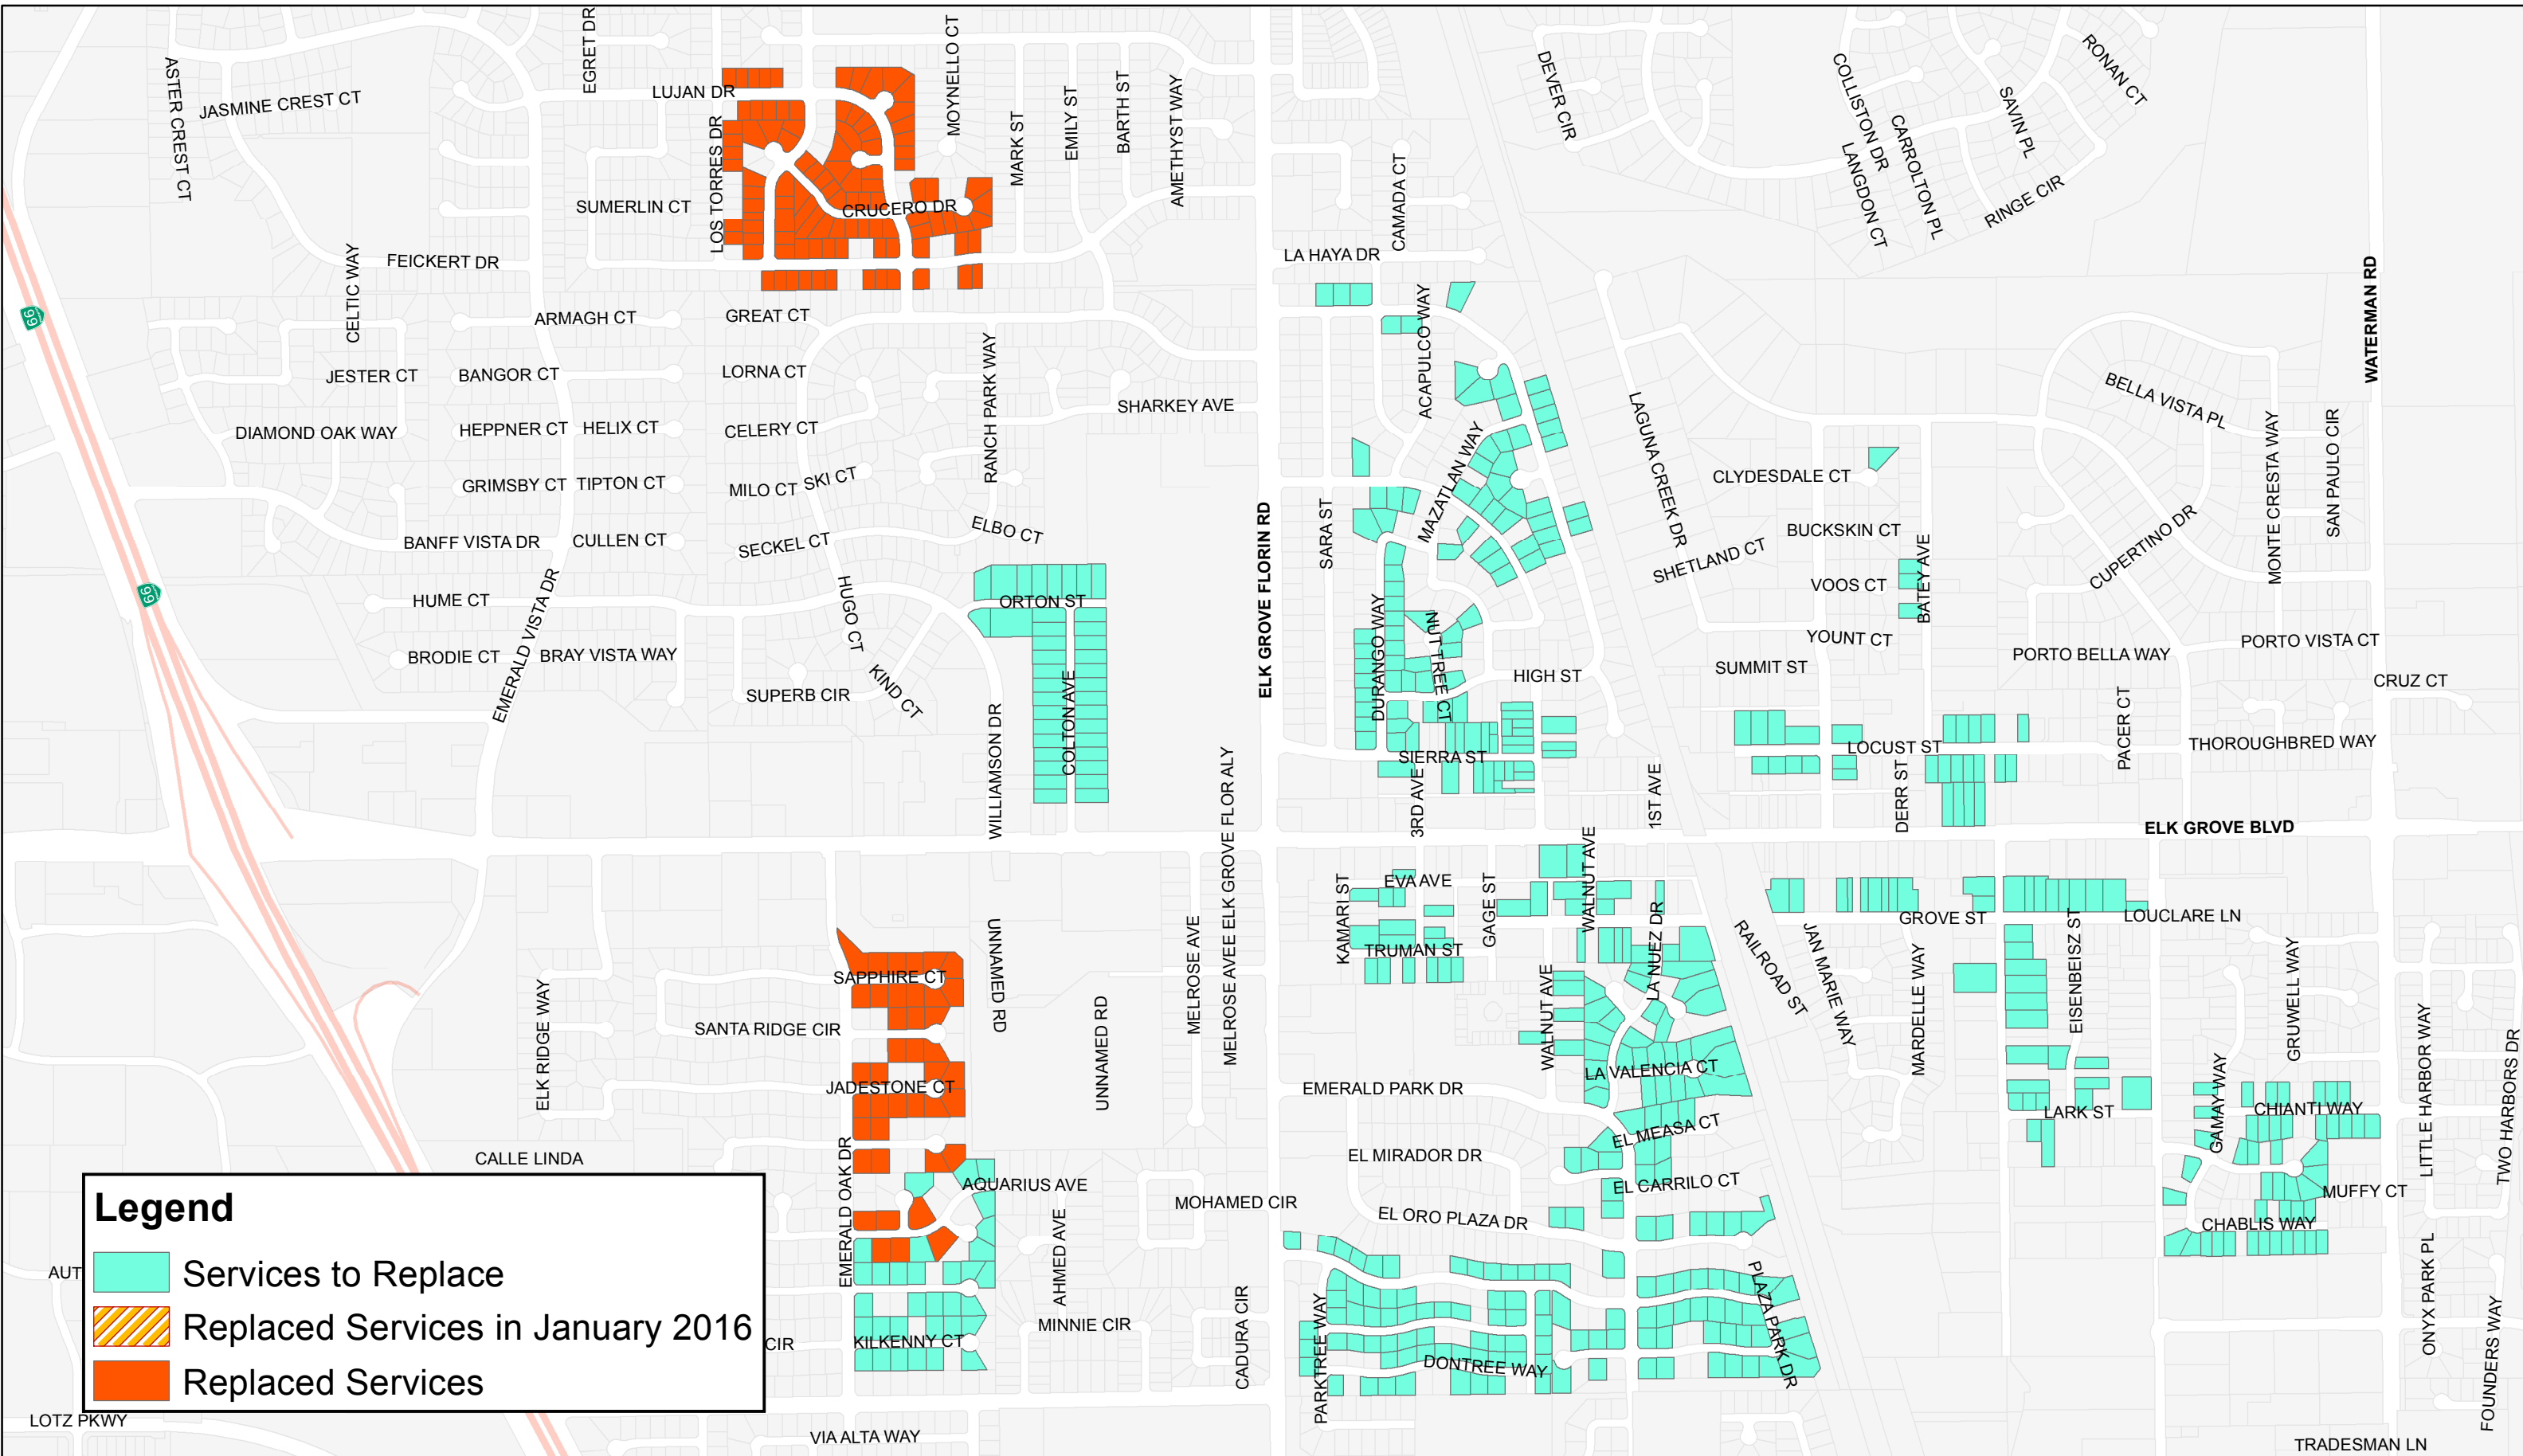 EGRET DR
MOYNELLO CT
ASTER CREST CT
JASMINE CREST CT
LUJAN DR
LOS TORRES DR
MARK ST
EMILY ST
BARTH ST
AMETHYST WAY
DEVER CIR
COLLISTON DR
CARROLTON PL
LANGDON CT
SAVIN PL
RONAN CT
RINGE CIR
SUMERLIN CT
CRUCERO DR
CAMADA CT
LA HAYA DR
CELTIC WAY
FEICKERT DR
99
ARMAGH CT
GREAT CT
ACAPULCO WAY
WATERMAN RD
JESTER CT
BANGOR CT
LORNA CT
RANCH PARK WAY
SHARKEY AVE
LAGUNA CREEK DR
BELLA VISTA PL
DIAMOND OAK WAY
HEPPNER CT
HELIX CT
CELERY CT
MAZATLAN WAY
MONTE CRESTA WAY
SAN PAULO CIR
GRIMSBY CT
TIPTON CT
MILO CT
SKI CT
CLYDESDALE CT
ELK GROVE FLORIN RD
SARA ST
BANFF VISTA DR
CULLEN CT
SECKEL CT
ELBO CT
BUCKSKIN CT
SHETLAND CT
BATEY AVE
CUPERTINO DR
99
HUME CT
EMERALD VISTA DR
HUGO CT
ORTON ST
DURANGO WAY
NUT TREE CT
VOOS CT
YOUNT CT
BRODIE CT
BRAY VISTA WAY
SUPERB CIR
KIND CT
WILLIAMSON DR
COLTON AVE
HIGH ST
SUMMIT ST
PORTO BELLA WAY
PORTO VISTA CT
CRUZ CT
PACER CT
SIERRA ST
3RD AVE
1ST AVE
LOCUST ST
DERR ST
THOROUGHBRED WAY
ELK GROVE BLVD
MELROSE AVEE ELK GROVE FLOR ALY
EVA AVE
KAMARI ST
GAGE ST
WALNUT AVE
TRUMAN ST
LA NUEZ DR
RAILROAD ST
JAN MARIE WAY
GROVE ST
LOUCLARE LN
MARDELLE WAY
EISENBEISZ ST
GRUWELL WAY
UNNAMED RD
MELROSE AVE
SAPPHIRE CT
ELK RIDGE WAY
SANTA RIDGE CIR
UNNAMED RD
WALNUT AVE
LA VALENCIA CT
LITTLE HARBOR WAY
TWO HARBORS DR
JADESTONE CT
EMERALD PARK DR
GAMAY WAY
CHIANTI WAY
LARK ST
EL MEASA CT
CALLE LINDA
EMERALD OAK DR
EL MIRADOR DR
AQUARIUS AVE
MOHAMED CIR
EL CARRILO CT
MUFFY CT
EL ORO PLAZA DR
CHABLIS WAY
AHMED AVE
ONYX PARK PL
PLAZA PARK DR
AUT
CIR
KILKENNY CT
MINNIE CIR
CADURA CIR
PARKTREE WAY
DONTREE WAY
FOUNDERS WAY
LOTZ PKWY
VIA ALTA WAY
TRADESMAN LN
Legend
Services to Replace
Replaced Services in January 2016
Replaced Services